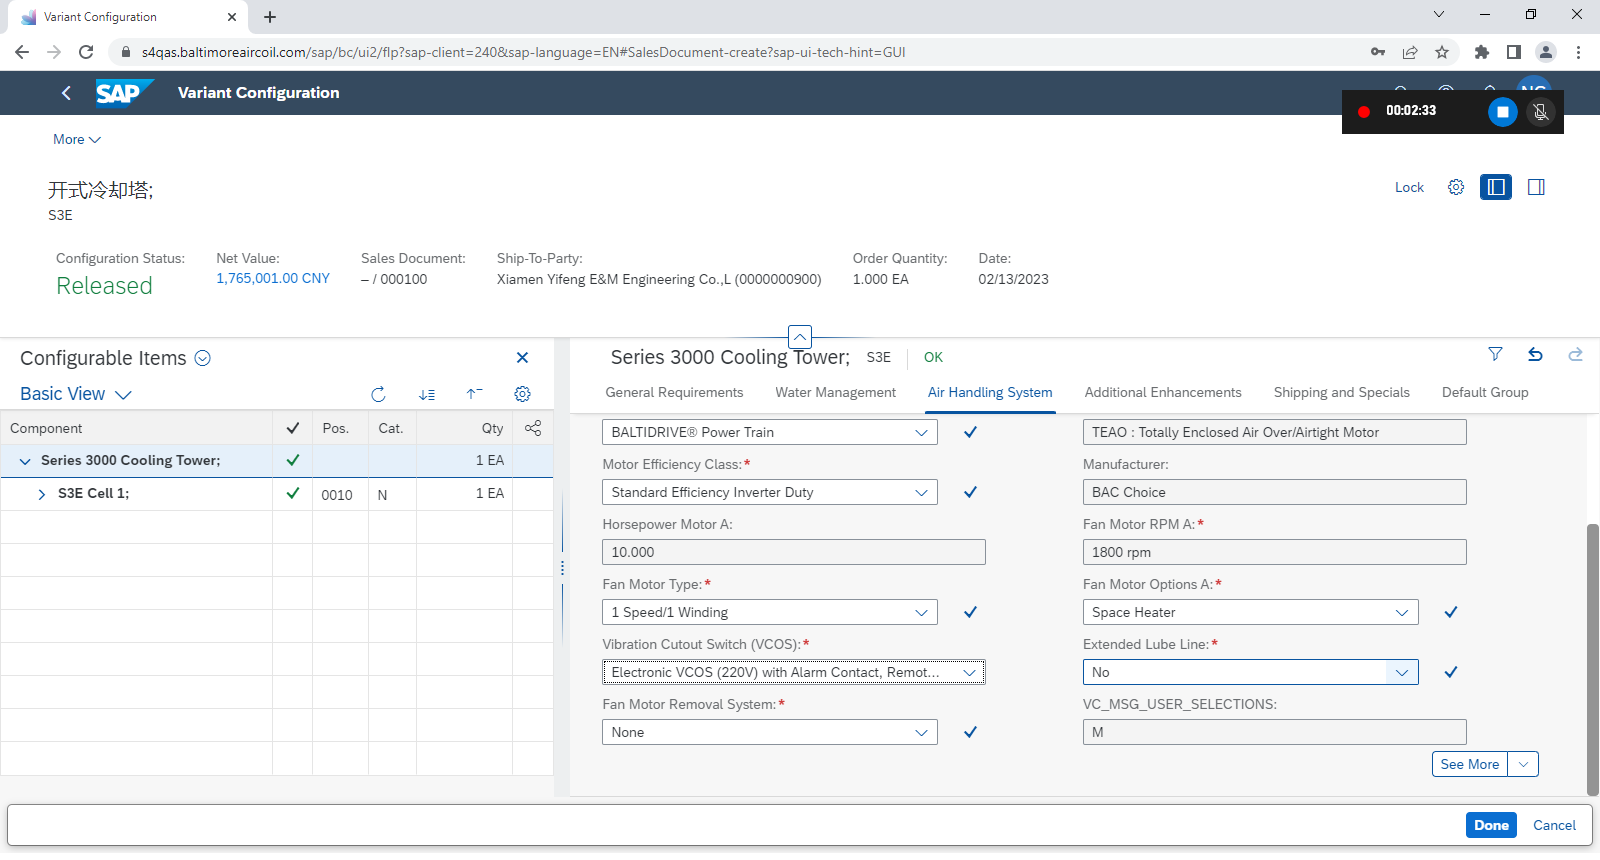 Variant Configuration
s4qas.baltimoreaircoil.com/sap/bc/ui2/flp?sap-client=240&sap-language=EN#SalesDocument-create?sap-ui-tech-hint=GUI
SAP Variant Configuration
00:02:33
More
开式冷却塔;
S3E
Lock
Configuration Status: Net Value: Sales Document: Ship-To-Party: Order Quantity: Date:
Released 1,765,001.00 CNY – / 000100 Xiamen Yifeng E&M Engineering Co.,L (0000000900) 1.000 EA 02/13/2023
Configurable Items
Basic View
Component Pos. Cat. Qty
Series 3000 Cooling Tower; 1 EA
S3E Cell 1; 0010 N 1 EA
Series 3000 Cooling Tower; S3E OK
General Requirements Water Management Air Handling System Additional Enhancements Shipping and Specials Default Group
BALTIDRIVE® Power Train TEAO : Totally Enclosed Air Over/Airtight Motor
Motor Efficiency Class:* Manufacturer:
Standard Efficiency Inverter Duty BAC Choice
Horsepower Motor A: Fan Motor RPM A:*
10.000 1800 rpm
Fan Motor Type:* Fan Motor Options A:*
1 Speed/1 Winding Space Heater
Vibration Cutout Switch (VCOS):* Extended Lube Line:*
Electronic VCOS (220V) with Alarm Contact, Remot... No
Fan Motor Removal System:* VC_MSG_USER_SELECTIONS:
None M
See More
Done Cancel